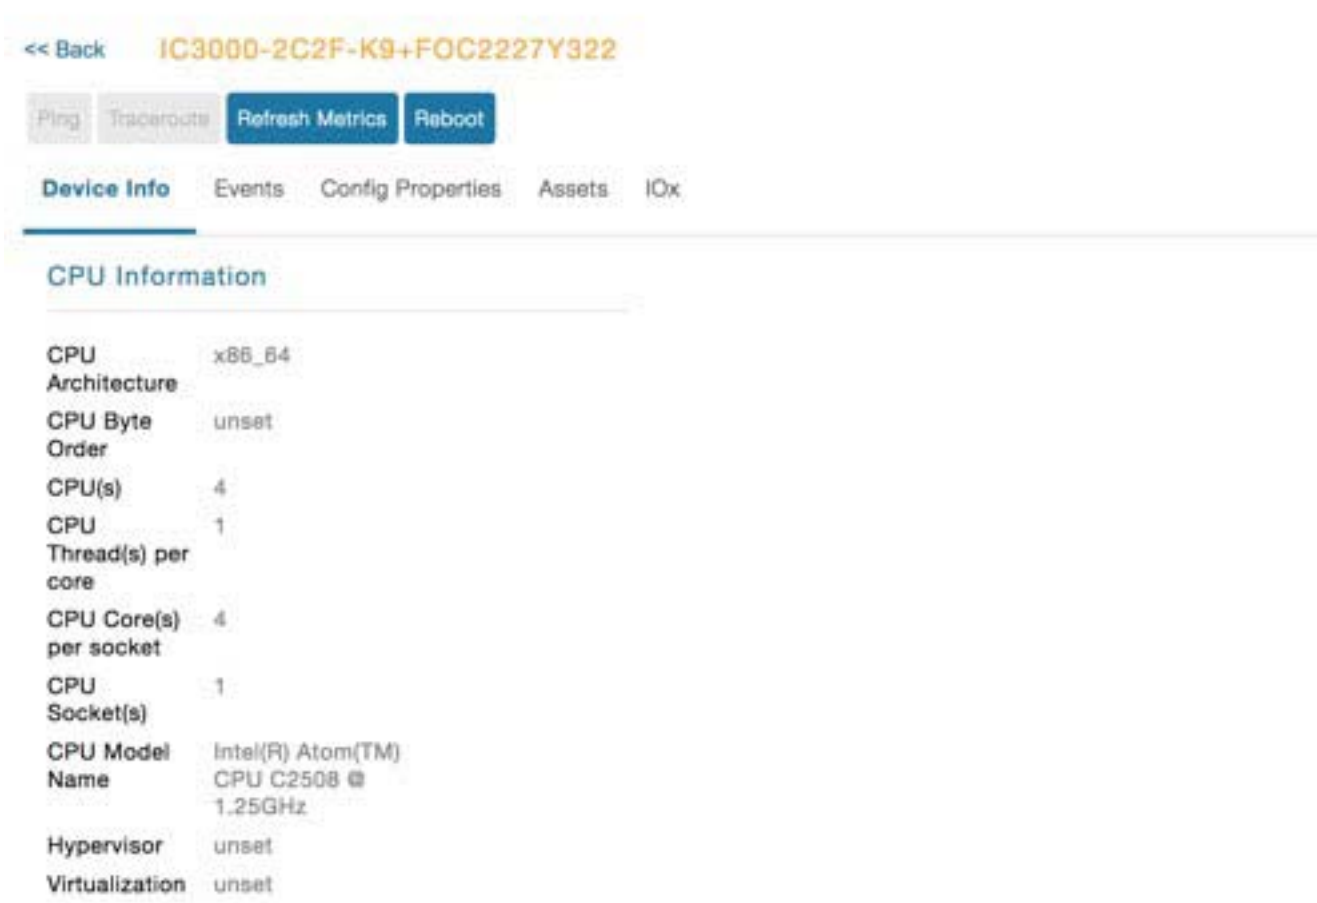 << Back IC3000-2C2F-K9+FOC2227Y322
Ping Traceroute Refresh Metrics Reboot
Device Info Events Config Properties Assets IOx
CPU Information
CPU Architecture x86_64
CPU Byte Order unset
CPU(s) 4
CPU Thread(s) per core 1
CPU Core(s) per socket 4
CPU Socket(s) 1
CPU Model Name Intel(R) Atom(TM) CPU C2508 @ 1.25GHz
Hypervisor unset
Virtualization unset